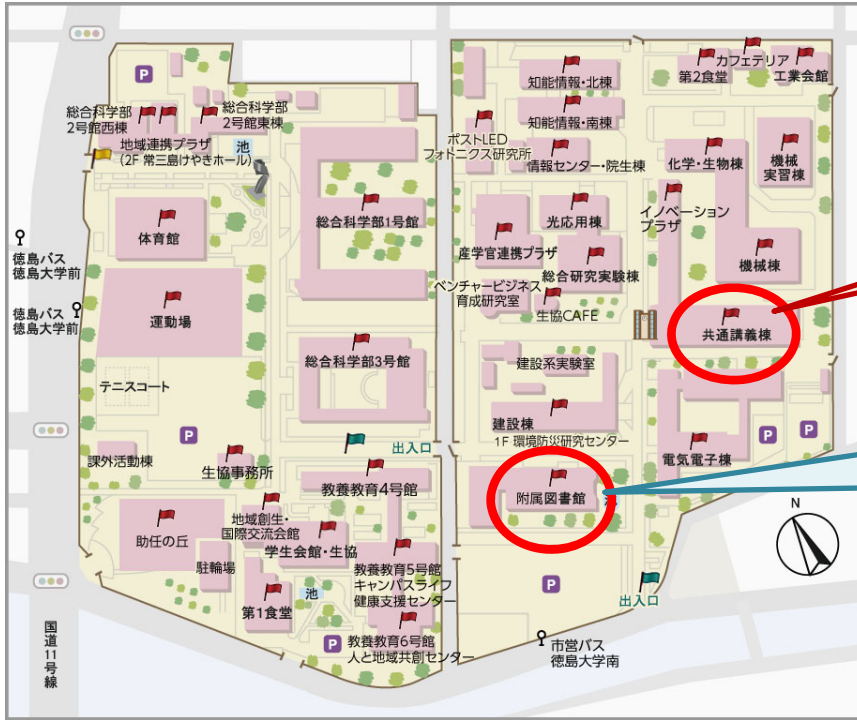 P
総合科学部
2号館西棟
総合科学部
2号館東棟
地域連携プラザ
(2F 常三島けやきホール)
池
体育館
総合科学部1号館
徳島バス
徳島大学前
徳島バス
徳島大学前
運動場
総合科学部3号館
テニスコート
P
課外活動棟
生協事務所
出入口
教養教育4号館
地域創生・
国際交流会館
学生会館・生協
助任の丘
駐輪場
第1食堂
池
教養教育5号館
キャンパスライフ
健康支援センター
P
教養教育6号館
人と地域共創センター
国道11号線
知能情報・北棟
第2食堂
カフェテリア
工業会館
知能情報・南棟
ポストLED
フォトニクス研究所
情報センター・院生棟
化学・生物棟
機械
実習棟
光応用棟
イノベーション
プラザ
産学官連携プラザ
総合研究実験棟
機械棟
ベンチャービジネス
育成研究室
生協CAFE
共通講義棟
建設系実験室
建設棟
1F 環境防災研究センター
P
P
電気電子棟
附属図書館
N
P
出入口
市営バス
徳島大学南